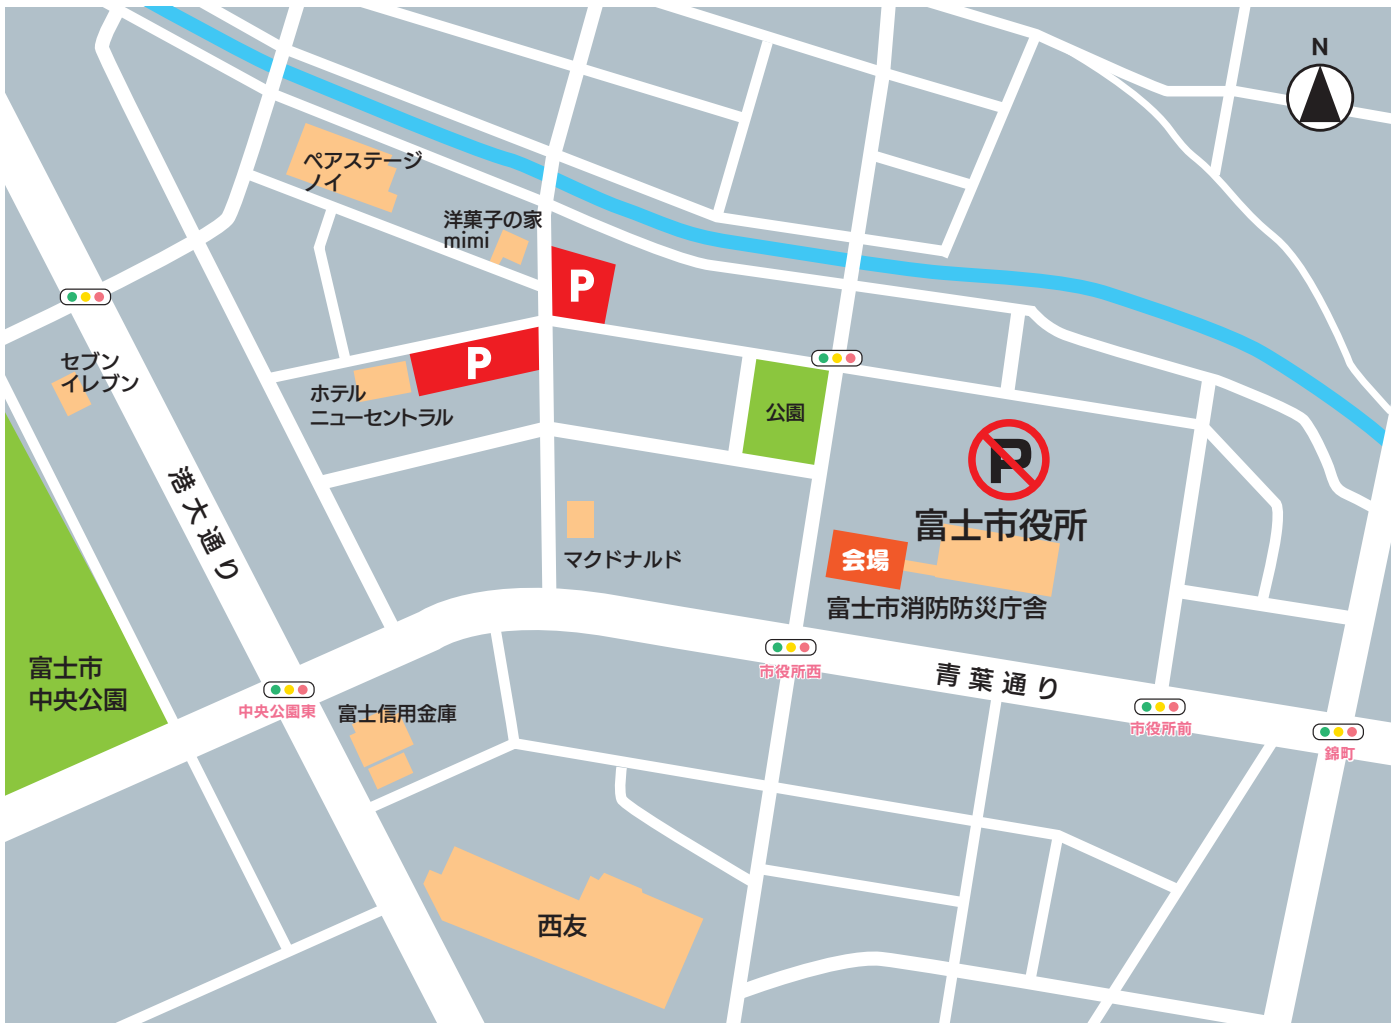 N
ペアステージ
ノイ
洋菓子の家
mimi
P
P
セブン
イレブン
ホテル
ニューセントラル
公園
P
富士市役所
港大通り
マクドナルド
会場
富士市消防防災庁舎
富士市
中央公園
市役所西
青葉通り
中央公園東
富士信用金庫
市役所前
錦町
西友